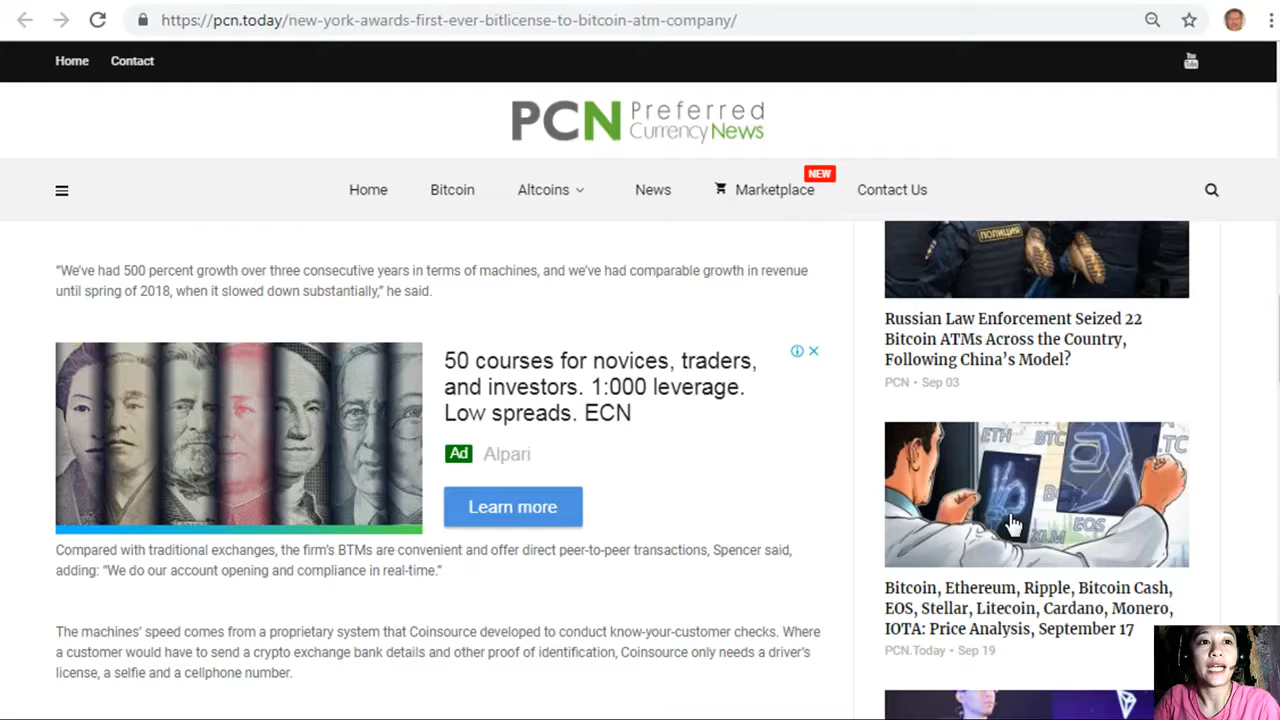 https://pcn.today/new-york-awards-first-ever-bitlicense-to-bitcoin-atm-company/
Home Contact
PCN Preferred
CurrencyNews
NEW
Home Bitcoin Altcoins News Marketplace Contact Us
“We’ve had 500 percent growth over three consecutive years in terms of machines, and we’ve had comparable growth in revenue
until spring of 2018, when it slowed down substantially,” he said.
50 courses for novices, traders,
and investors. 1:000 leverage.
Low spreads. ECN
Ad Alpari
Learn more
Compared with traditional exchanges, the firm’s BTMs are convenient and offer direct peer-to-peer transactions, Spencer said,
adding: “We do our account opening and compliance in real-time.”
The machines’ speed comes from a proprietary system that Coinsource developed to conduct know-your-customer checks. Where
a customer would have to send a crypto exchange bank details and other proof of identification, Coinsource only needs a driver’s
license, a selfie and a cellphone number.
ПОЛИЦИЯ
Russian Law Enforcement Seized 22
Bitcoin ATMs Across the Country,
Following China’s Model?
PCN • Sep 03
ETH BTC LTC
EOS
XLM
Bitcoin, Ethereum, Ripple, Bitcoin Cash,
EOS, Stellar, Litecoin, Cardano, Monero,
IOTA: Price Analysis, September 17
PCN.Today • Sep 19